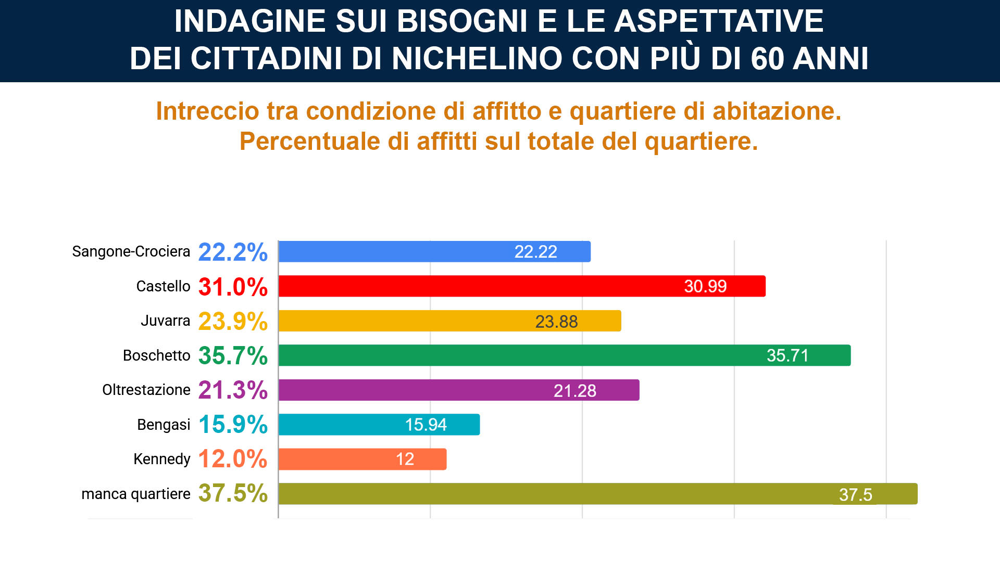 INDAGINE SUI BISOGNI E LE ASPETTATIVE
DEI CITTADINI DI NICHELINO CON PIÙ DI 60 ANNI
Intreccio tra condizione di affitto e quartiere di abitazione.
Percentuale di affitti sul totale del quartiere.
Sangone-Crociera 22.2% 22.22
Castello 31.0% 30.99
Juvarra 23.9% 23.88
Boschetto 35.7% 35.71
Oltrestazione 21.3% 21.28
Bengasi 15.9% 15.94
Kennedy 12.0% 12
manca quartiere 37.5% 37.5